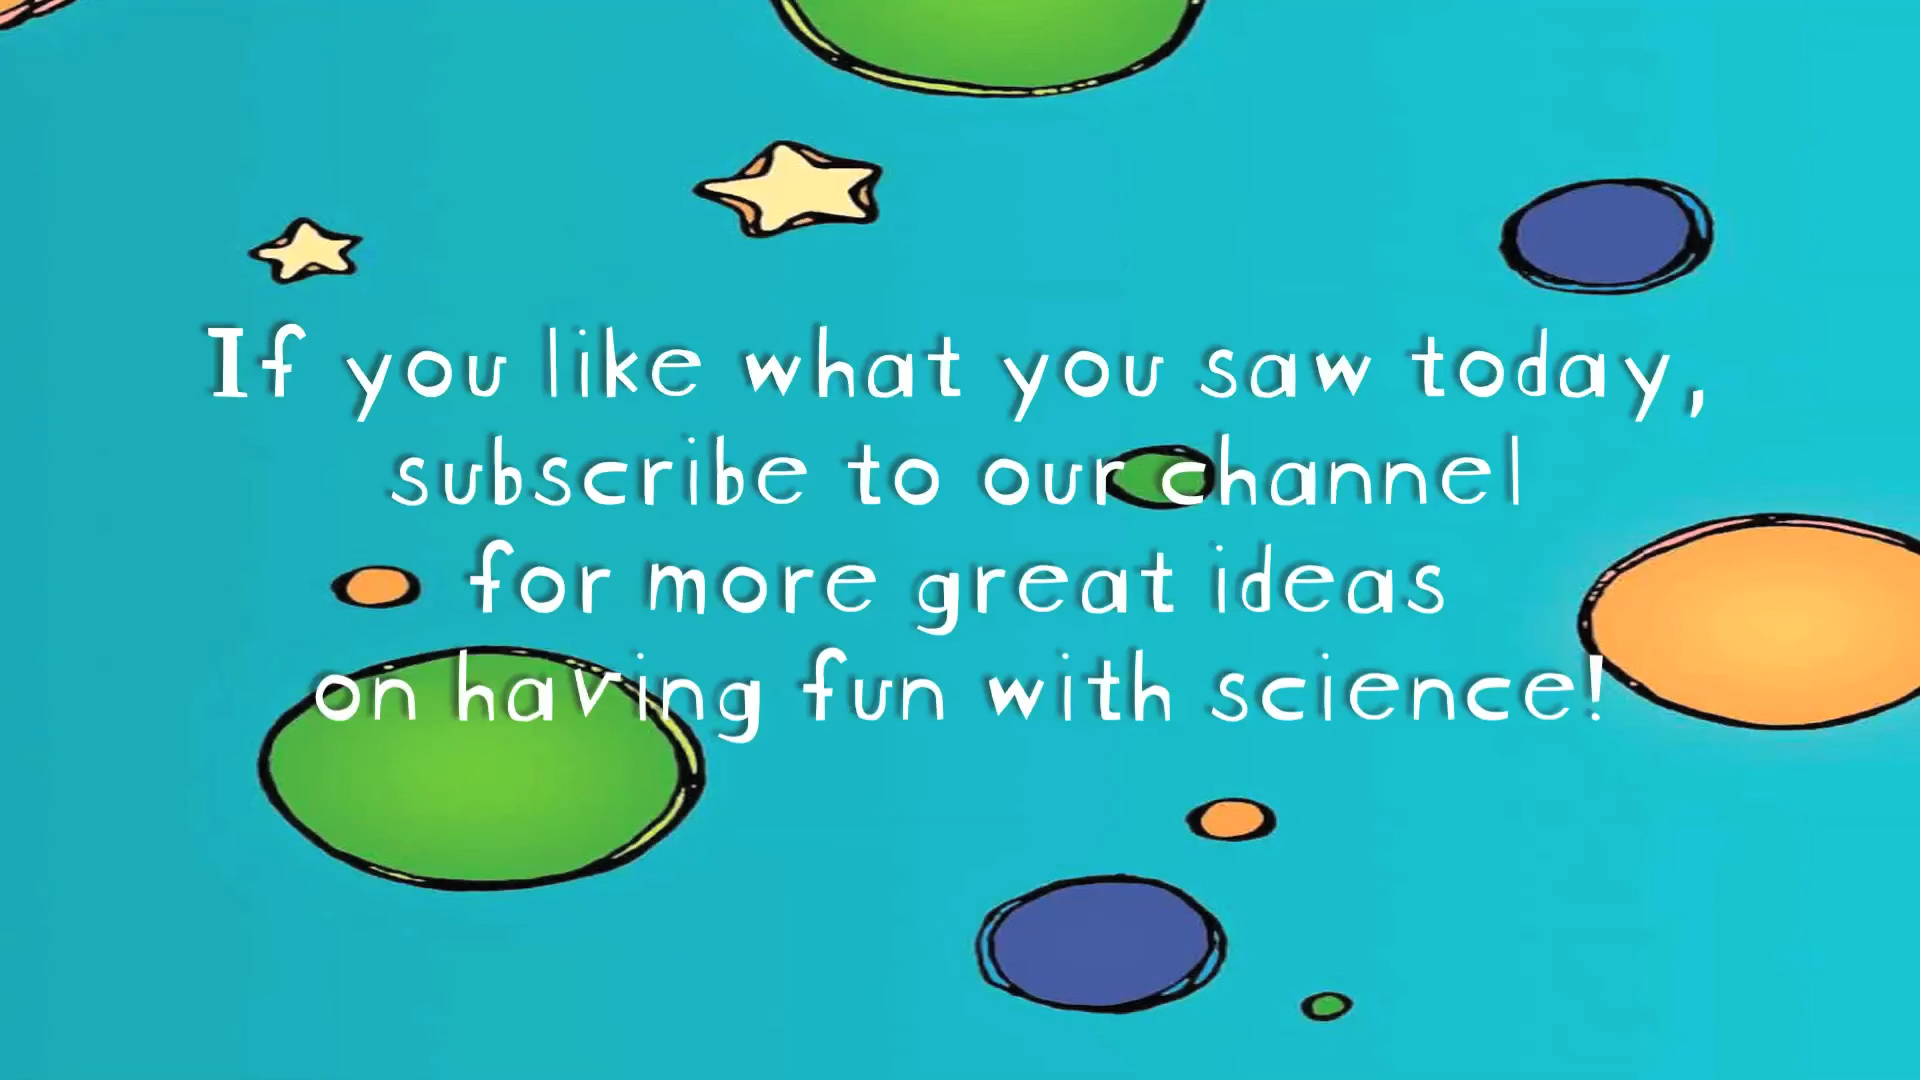 If you like what you saw today,
subscribe to our channel
for more great ideas
on having fun with science!